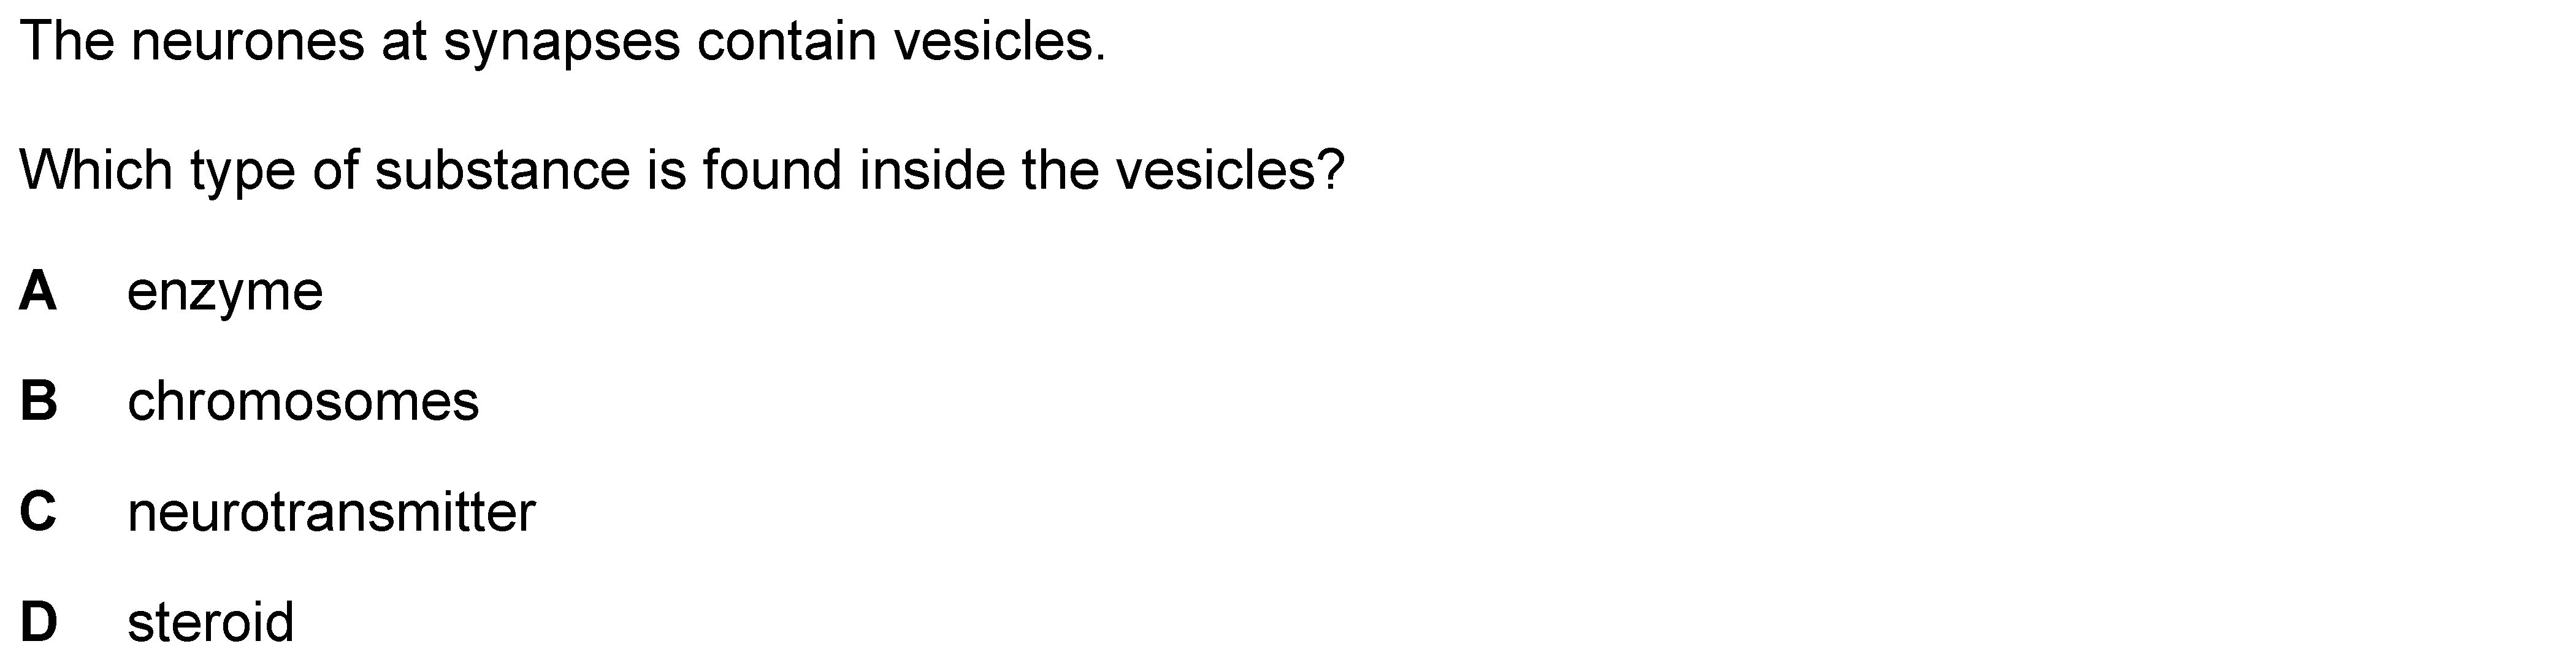 The neurones at synapses contain vesicles.
Which type of substance is found inside the vesicles?
A enzyme
B chromosomes
C neurotransmitter
D steroid